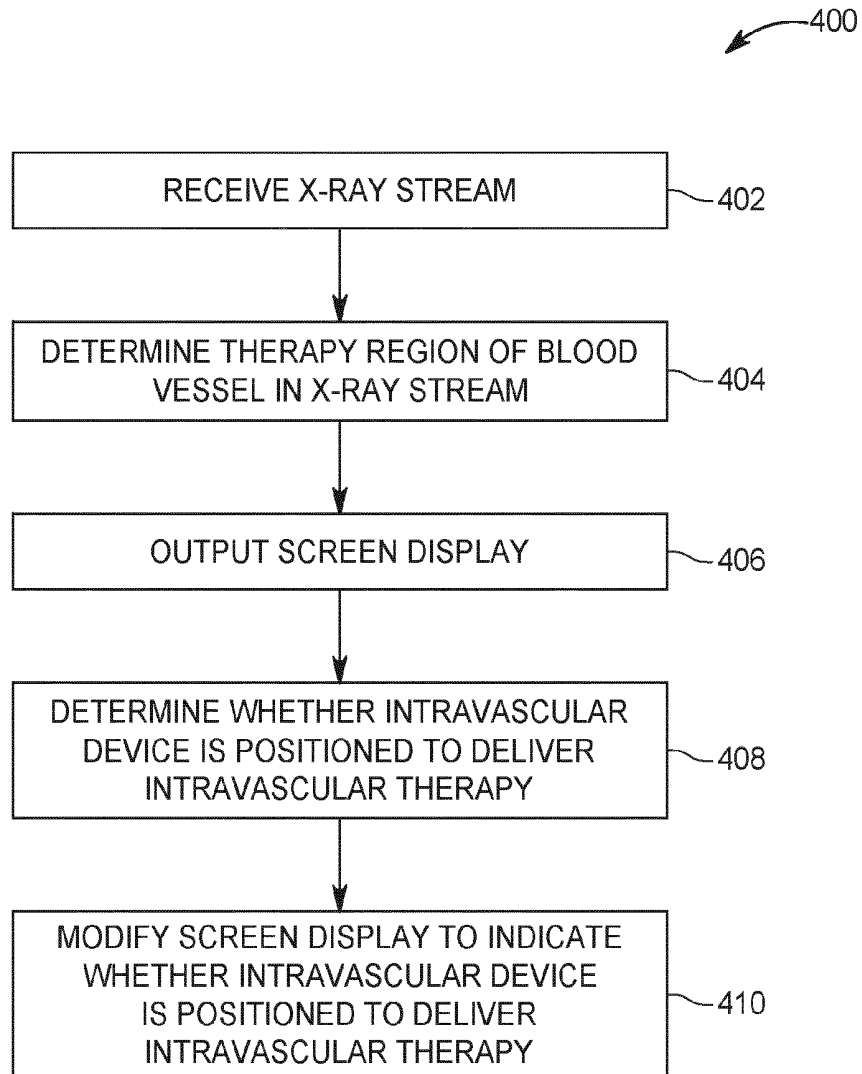 400
RECEIVE X-RAY STREAM
402
DETERMINE THERAPY REGION OF BLOOD
VESSEL IN X-RAY STREAM
404
OUTPUT SCREEN DISPLAY
406
DETERMINE WHETHER INTRAVASCULAR
DEVICE IS POSITIONED TO DELIVER
INTRAVASCULAR THERAPY
408
MODIFY SCREEN DISPLAY TO INDICATE
WHETHER INTRAVASCULAR DEVICE
IS POSITIONED TO DELIVER
INTRAVASCULAR THERAPY
410